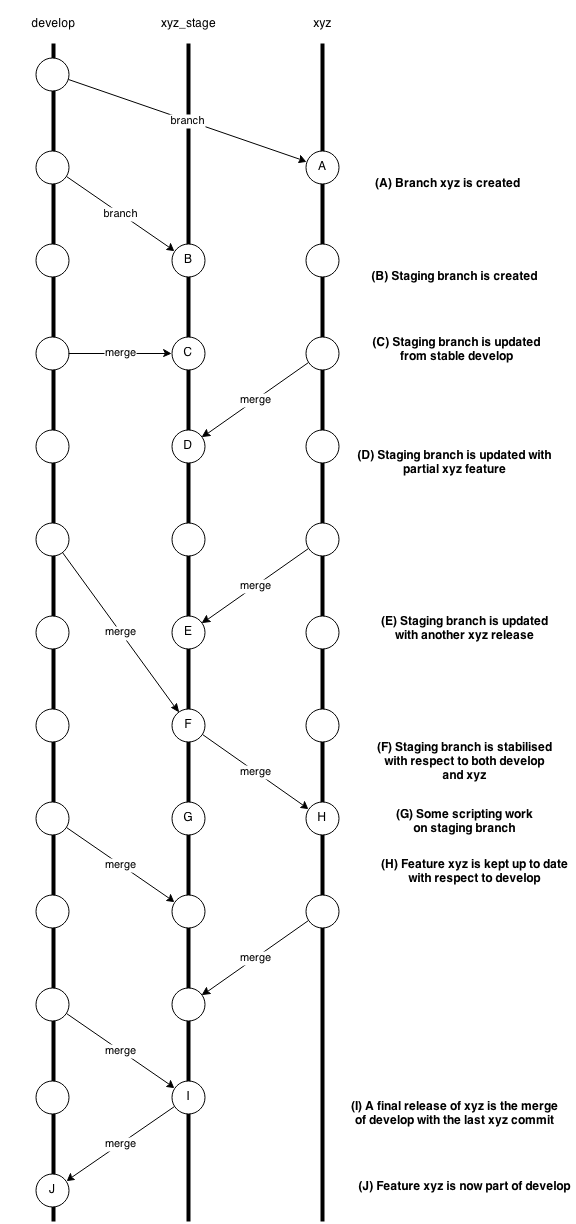 develop
xyz_stage
xyz
branch
A
(A) Branch xyz is created
branch
B
(B) Staging branch is created
merge
C
(C) Staging branch is updated
from stable develop
merge
D
(D) Staging branch is updated with
partial xyz feature
merge
E
(E) Staging branch is updated
with another xyz release
merge
F
(F) Staging branch is stabilised
with respect to both develop
and xyz
merge
G
H
(G) Some scripting work
on staging branch
merge
(H) Feature xyz is kept up to date
with respect to develop
merge
merge
I
(I) A final release of xyz is the merge
of develop with the last xyz commit
merge
J
(J) Feature xyz is now part of develop